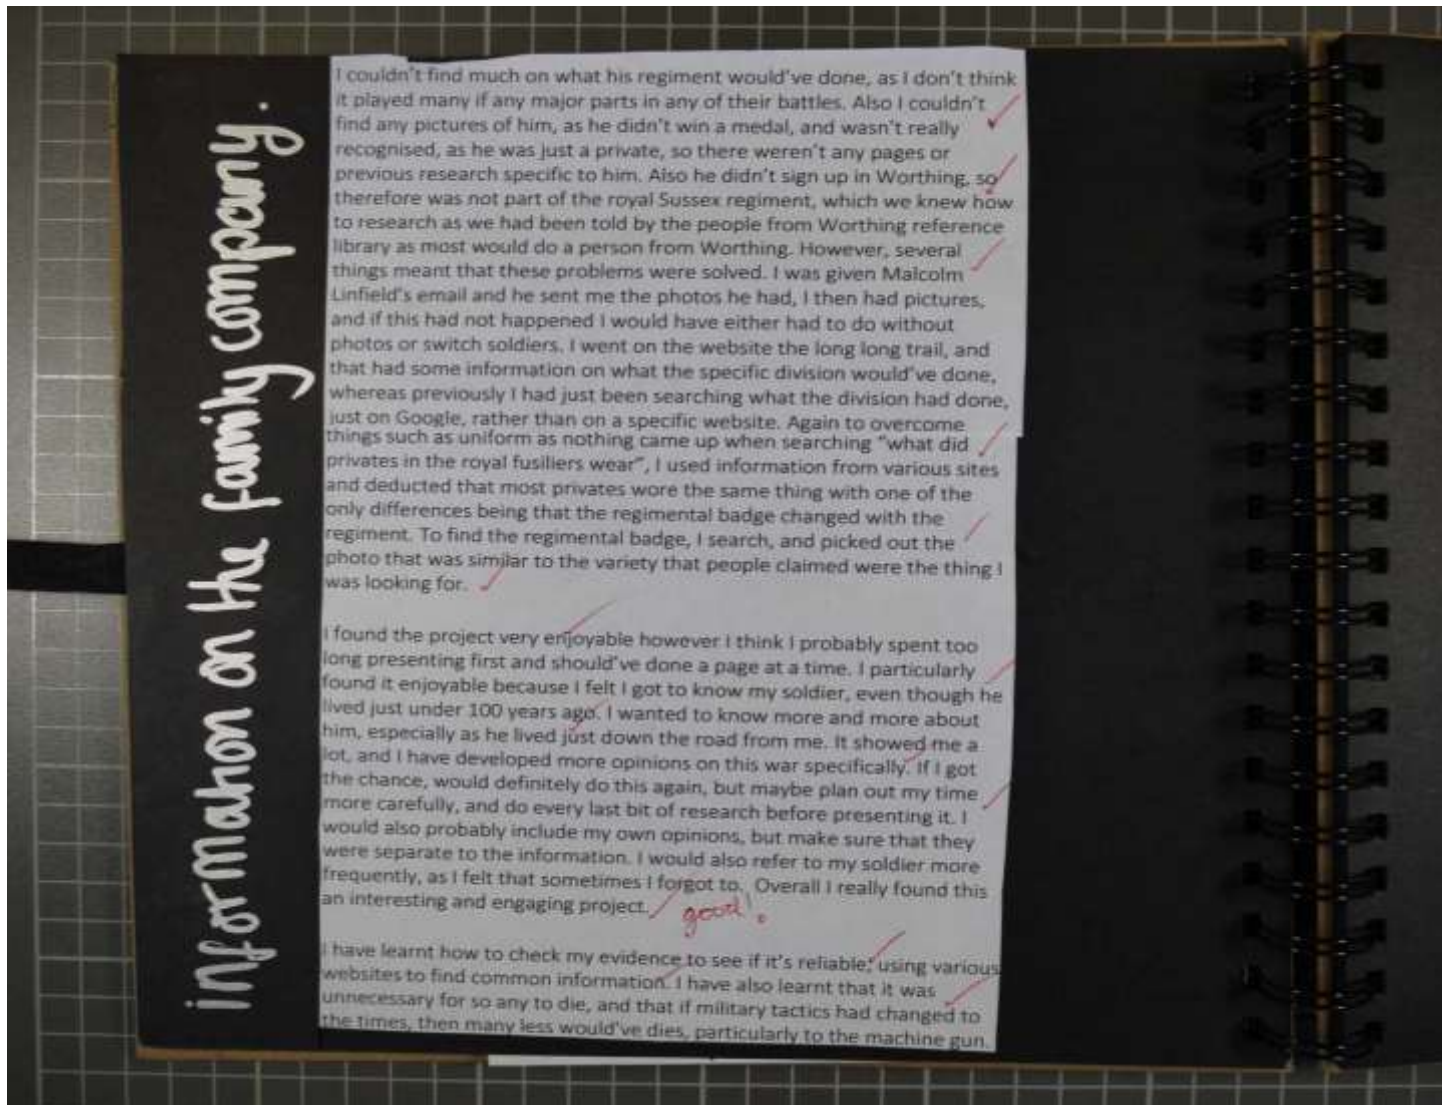 information on the family company.
I couldn't find much on what his regiment would've done, as I don't think
it played many if any major parts in any of their battles. Also I couldn't
find any pictures of him, as he didn't win a medal, and wasn't really
recognised, as he was just a private, so there weren't any pages or
previous research specific to him. Also he didn't sign up in Worthing, so
therefore was not part of the royal Sussex regiment, which we knew how
to research as we had been told by the people from Worthing reference
library as most would do a person from Worthing. However, several
things meant that these problems were solved. I was given Malcolm
Linfield's email and he sent me the photos he had, I then had pictures,
and if this had not happened I would have either had to do without
photos or switch soldiers. I went on the website the long long trail, and
that had some information on what the specific division would've done,
whereas previously I had just been searching what the division had done,
just on Google, rather than on a specific website. Again to overcome
things such as uniform as nothing came up when searching "what did
privates in the royal fusiliers wear", I used information from various sites
and deducted that most privates wore the same thing with one of the
only differences being that the regimental badge changed with the
regiment. To find the regimental badge, I search, and picked out the
photo that was similar to the variety that people claimed were the thing I
was looking for.
I found the project very enjoyable however I think I probably spent too
long presenting first and should've done a page at a time. I particularly
found it enjoyable because I felt I got to know my soldier, even though he
lived just under 100 years ago. I wanted to know more and more about
him, especially as he lived just down the road from me. It showed me a
lot, and I have developed more opinions on this war specifically. If I got
the chance, would definitely do this again, but maybe plan out my time
more carefully, and do every last bit of research before presenting it. I
would also probably include my own opinions, but make sure that they
were separate to the information. I would also refer to my soldier more
frequently, as I felt that sometimes I forgot to. Overall I really found this
an interesting and engaging project.
good!
I have learnt how to check my evidence to see if it's reliable, using various
websites to find common information. I have also learnt that it was
unnecessary for so any to die, and that if military tactics had changed to
the times, then many less would've dies, particularly to the machine gun.